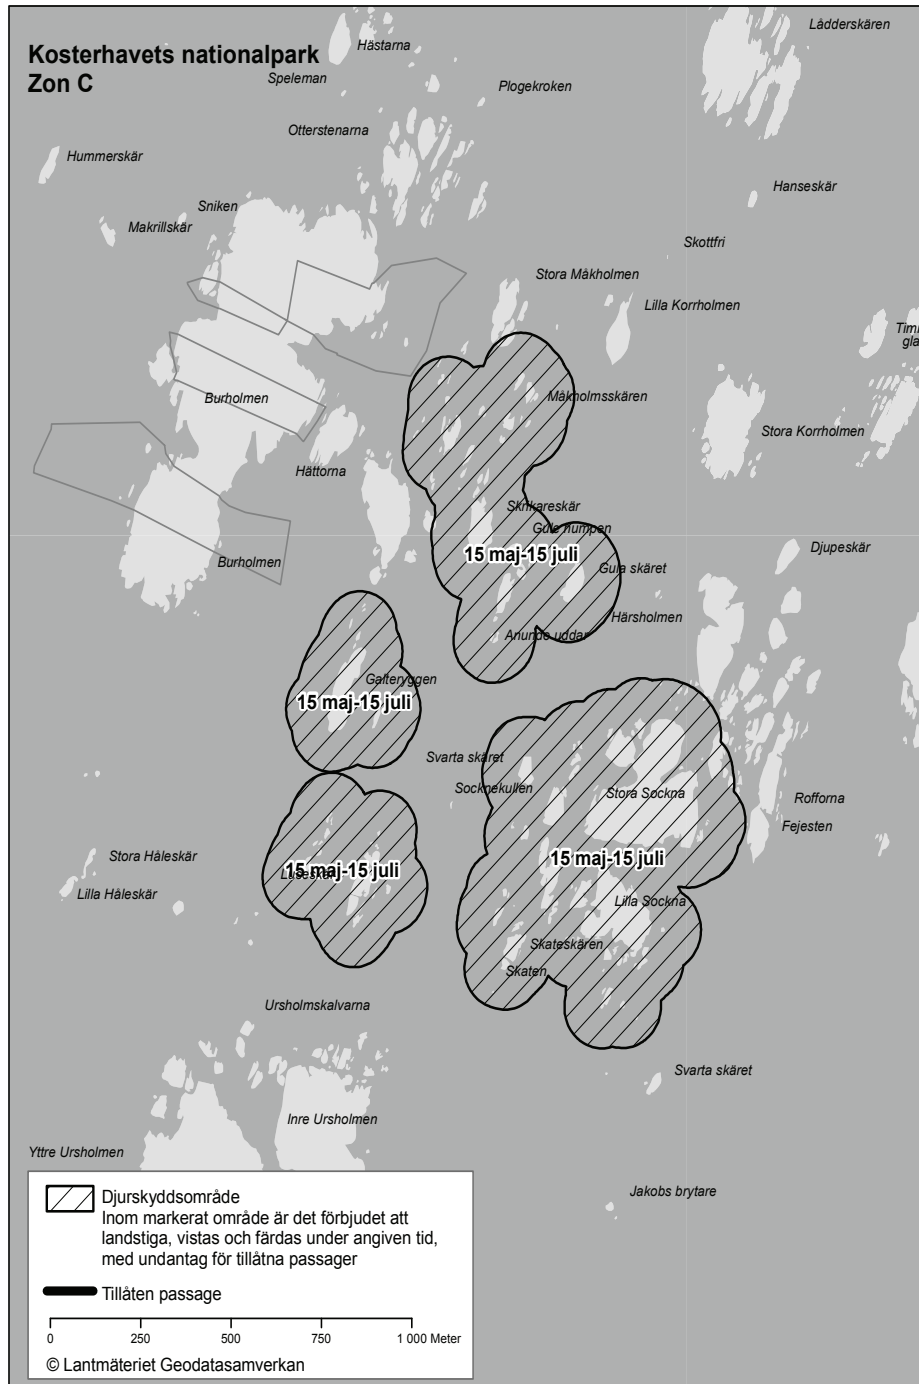 Kosterhavets nationalpark
Zon C
Hästarna
Lådderskären
Speleman
Plogekroken
Otterstenarna
Hummerskär
Hanseskär
Sniken
Makrillskär
Skottfri
Stora Måkholmen
Lilla Korrholmen
Burholmen
Måkholmsskären
Stora Korrholmen
Hättorna
Skrikareskär
15 maj-15 juli
Djupeskär
Burholmen
Gula skäret
Härsholmen
Anunde uddar
Galteryggen
15 maj-15 juli
Svarta skäret
Socknekullen
Stora Sockna
Rofforna
Fejesten
Stora Håleskär
15 maj-15 juli
15 maj-15 juli
Lilla Håleskär
Lilla Sockna
Skateskären
Skaten
Ursholmskalvarna
Svarta skäret
Inre Ursholmen
Yttre Ursholmen
Jakobs brytare
Djurskyddsområde
Inom markerat område är det förbjudet att
landstiga, vistas och färdas under angiven tid,
med undantag för tillåtna passager
Tillåten passage
0 250 500 750 1 000 Meter
© Lantmäteriet Geodatasamverkan